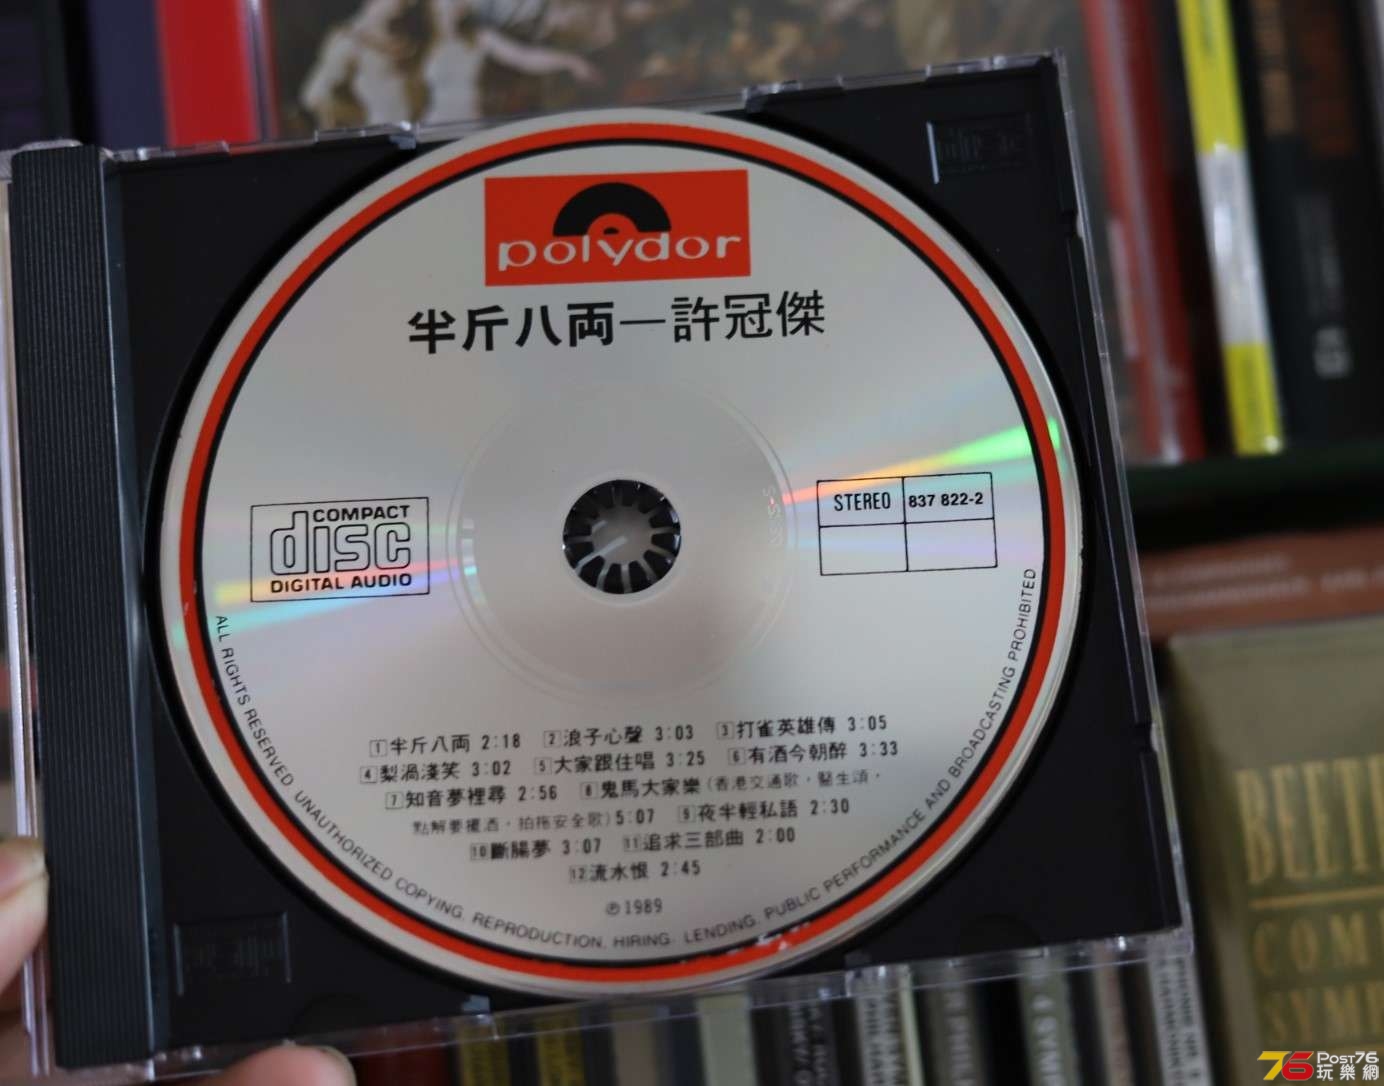 polydor
半斤八両—許冠傑
COMPACT
disc
DIGITAL AUDIO
STEREO 837 822-2
1 半斤八両 2:18 2 浪子心聲 3:03 3 打雀英雄傳 3:05
4 梨渦淺笑 3:02 5 大家跟住唱 3:25 6 有酒今朝醉 3:33
7 知音夢裡尋 2:56 8 鬼馬大家樂(香港交通歌，醫生頌，
點解要擺酒，拍拖安全歌)5:07 9 夜半輕私語 2:30
10 斷腸夢 3:07 11 追求三部曲 2:00
12 流水恨 2:45
℗1989
ALL RIGHTS RESERVED. UNAUTHORIZED COPYING, REPRODUCTION, HIRING, LENDING, PUBLIC PERFORMANCE AND BROADCASTING PROHIBITED
COM
SYM
76 Post76
玩樂網